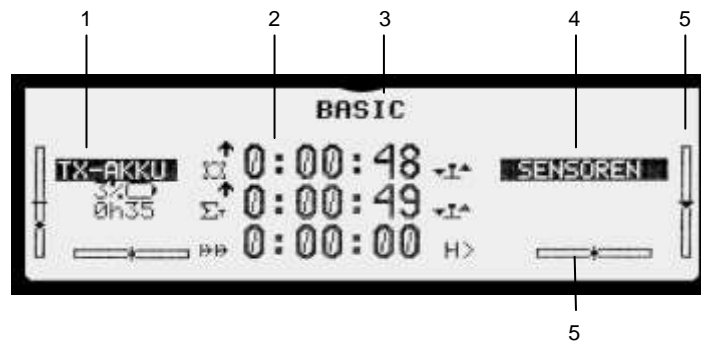 1 2 3 4 5
BASIC
TX-AKKU 0:00:48 SENSOREN
3%
0h35 ΣT 0:00:49
0:00:00 H>
5